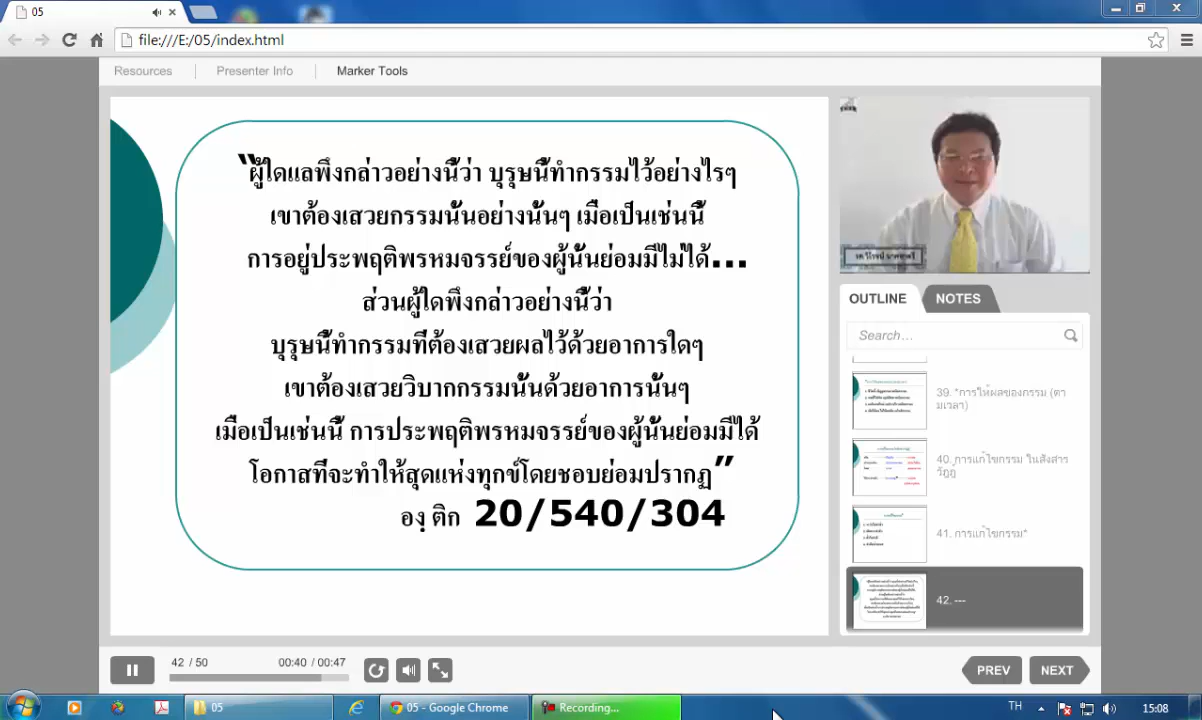 05
file:///E:/05/index.html
Resources
Presenter Info
Marker Tools
“ผู้ใดแลพึงกล่าวอย่างนี้ว่า บุรุษนี้ทำกรรมไว้อย่างไรๆ
เขาต้องเสวยกรรมนั้นอย่างนั้นๆ เมื่อเป็นเช่นนี้
การอยู่ประพฤติพรหมจรรย์ของผู้นั้นย่อมมีไม่ได้...
ส่วนผู้ใดพึงกล่าวอย่างนี้ว่า
บุรุษนี้ทำกรรมที่ต้องเสวยผลไว้ด้วยอาการใดๆ
เขาต้องเสวยวิบากกรรมนั้นด้วยอาการนั้นๆ
เมื่อเป็นเช่นนี้ การประพฤติพรหมจรรย์ของผู้นั้นย่อมมีได้
โอกาสที่จะทำให้สุดแห่งทุกข์โดยชอบย่อมปรากฏ”
องฺ ติก 20/540/304
OUTLINE
NOTES
Search...
39. *การให้ผลของกรรม (ตา
มเวลา)
40. การแก้ไขกรรม ในสังสาร
วัฏฏ์
41. การแก้ไขกรรม*
42. ---
42 / 50
00:40 / 00:47
PREV
NEXT
05
05 - Google Chrome
Recording...
TH
15:08